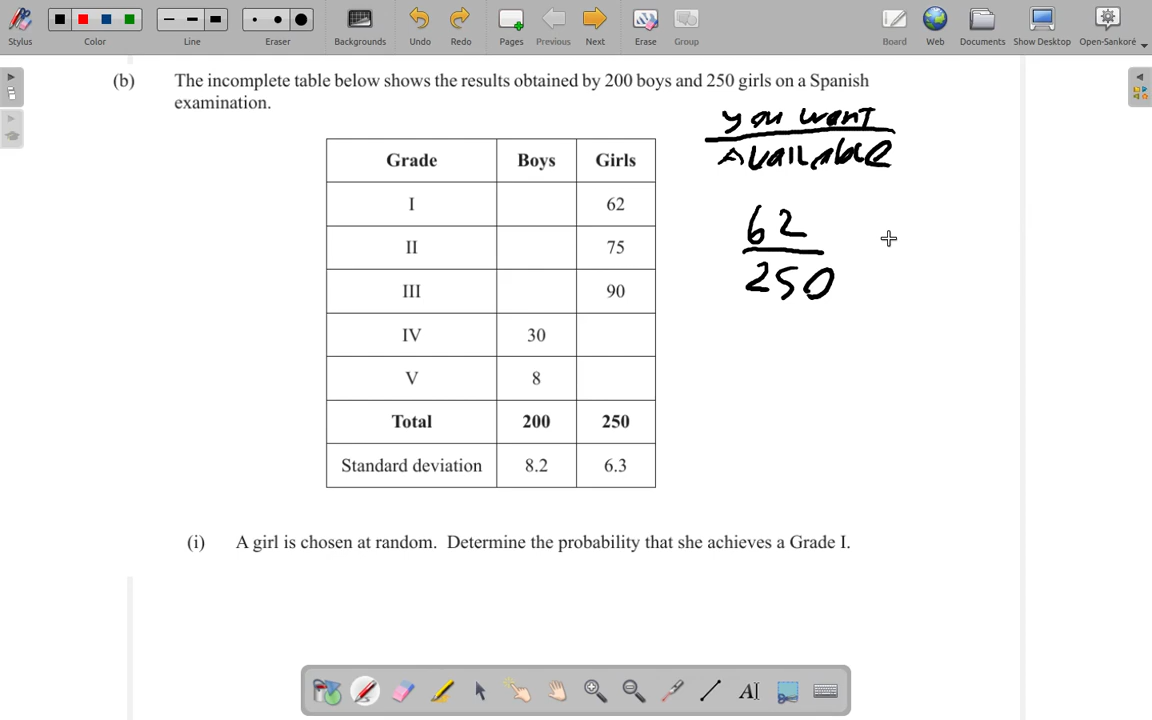 Stylus Color Line Eraser Backgrounds Undo Redo Pages Previous Next Erase Group Board Web Documents Show Desktop Open-Sankoré
(b) The incomplete table below shows the results obtained by 200 boys and 250 girls on a Spanish
examination.
you want
Available
Grade Boys Girls
I 62
II 75
III 90
IV 30
V 8
Total 200 250
Standard deviation 8.2 6.3
62
250
(i) A girl is chosen at random. Determine the probability that she achieves a Grade I.
AI